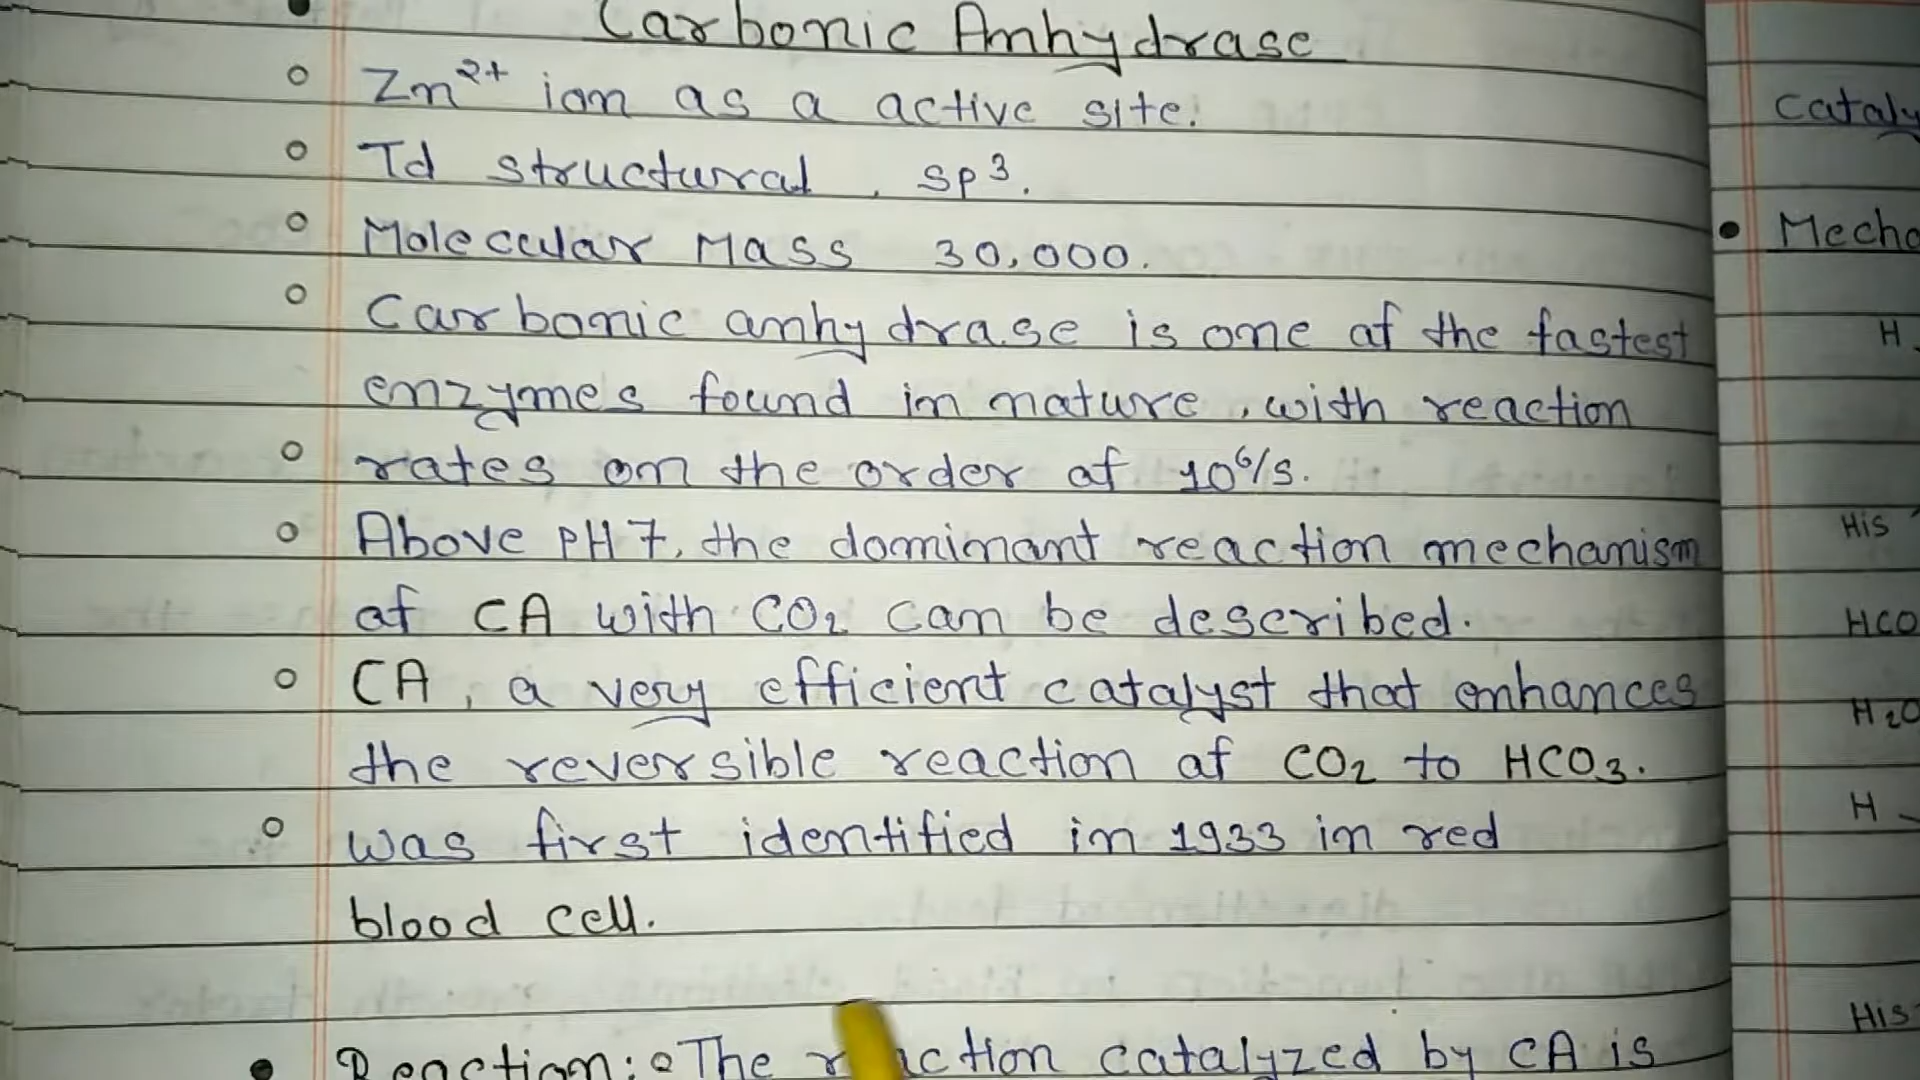 Carbonic Anhydrase
Zn²⁺ ion as a active site.
Td structural, sp³.
Molecular Mass 30,000.
Carbonic anhydrase is one of the fastest
enzymes found in nature, with reaction
rates on the order of 10⁶/s.
Above PH 7, the dominant reaction mechanism
of CA with CO₂ can be described.
CA, a very efficient catalyst that enhances
the reversible reaction of CO₂ to HCO₃.
was first identified in 1933 in red
blood cell.
Reaction: The reaction catalyzed by CA is
cataly
Mecha
H
His
HCO
H₂O
H
His